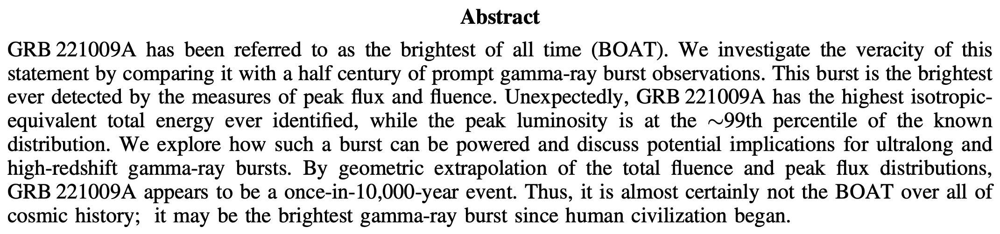 Abstract
GRB 221009A has been referred to as the brightest of all time (BOAT). We investigate the veracity of this
statement by comparing it with a half century of prompt gamma-ray burst observations. This burst is the brightest
ever detected by the measures of peak flux and fluence. Unexpectedly, GRB 221009A has the highest isotropic-
equivalent total energy ever identified, while the peak luminosity is at the ∼99th percentile of the known
distribution. We explore how such a burst can be powered and discuss potential implications for ultralong and
high-redshift gamma-ray bursts. By geometric extrapolation of the total fluence and peak flux distributions,
GRB 221009A appears to be a once-in-10,000-year event. Thus, it is almost certainly not the BOAT over all of
cosmic history; it may be the brightest gamma-ray burst since human civilization began.